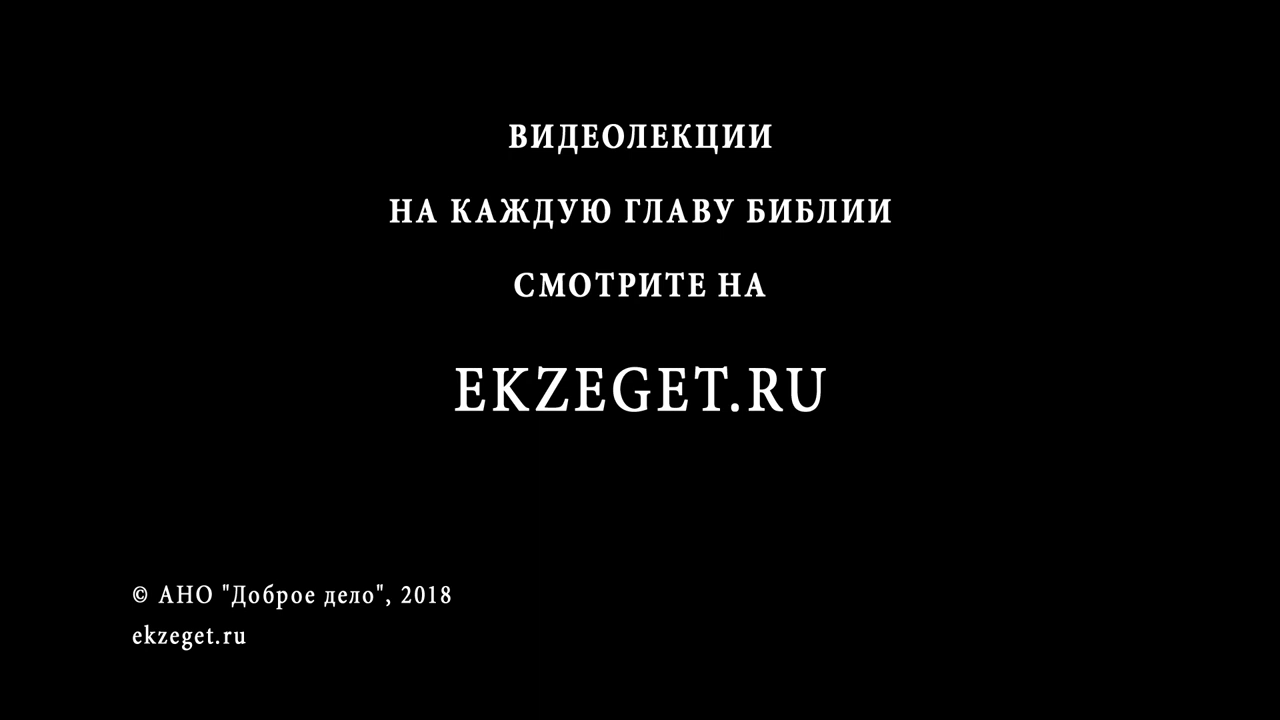 ВИДЕОЛЕКЦИИ
НА КАЖДУЮ ГЛАВУ БИБЛИИ
СМОТРИТЕ НА
EKZEGET.RU
© АНО "Доброе дело", 2018
ekzeget.ru